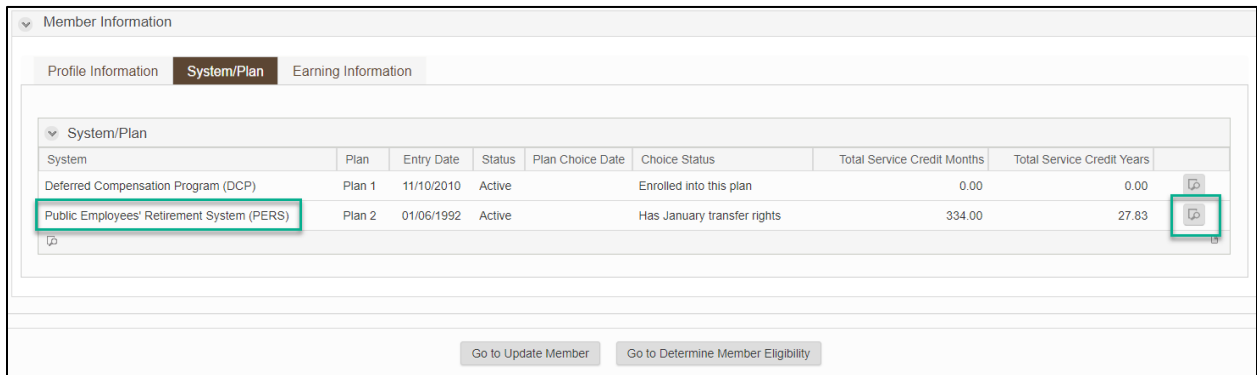 Member Information
Profile Information System/Plan Earning Information
System/Plan
System Plan Entry Date Status Plan Choice Date Choice Status Total Service Credit Months Total Service Credit Years
Deferred Compensation Program (DCP) Plan 1 11/10/2010 Active Enrolled into this plan 0.00 0.00
Public Employees' Retirement System (PERS) Plan 2 01/06/1992 Active Has January transfer rights 334.00 27.83
Go to Update Member Go to Determine Member Eligibility